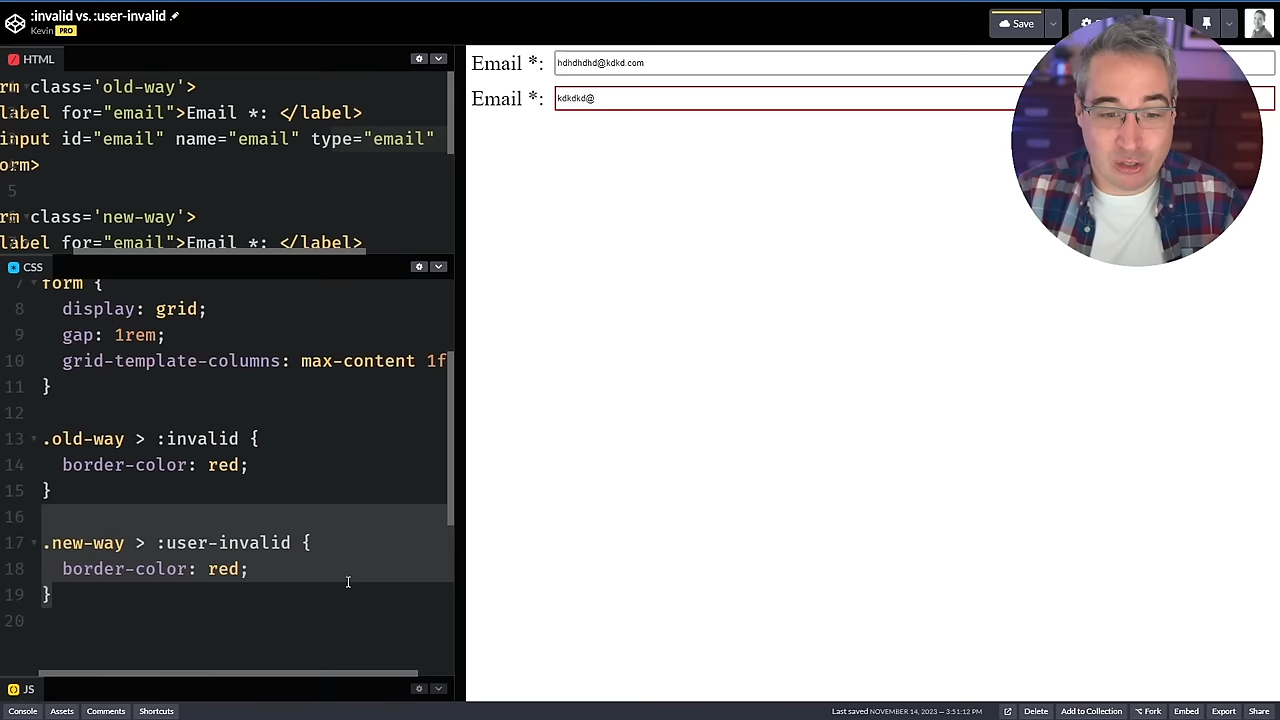 :invalid vs. :user-invalid
Kevin PRO
Save
HTML
rm class='old-way'>
label for="email">Email *: </label>
input id="email" name="email" type="email"
orm>
5
rm class='new-way'>
label for="email">Email *: </label>
CSS
7 form {
8 display: grid;
9 gap: 1rem;
10 grid-template-columns: max-content 1f
11 }
12
13 .old-way > :invalid {
14 border-color: red;
15 }
16
17 .new-way > :user-invalid {
18 border-color: red;
19 }
20
JS
Email *: hdhdhdhd@kdkd.com
Email *: kdkdkd@
Console Assets Comments Shortcuts
Last saved NOVEMBER 14, 2023 — 3:51:12 PM
Delete Add to Collection Fork Embed Export Share